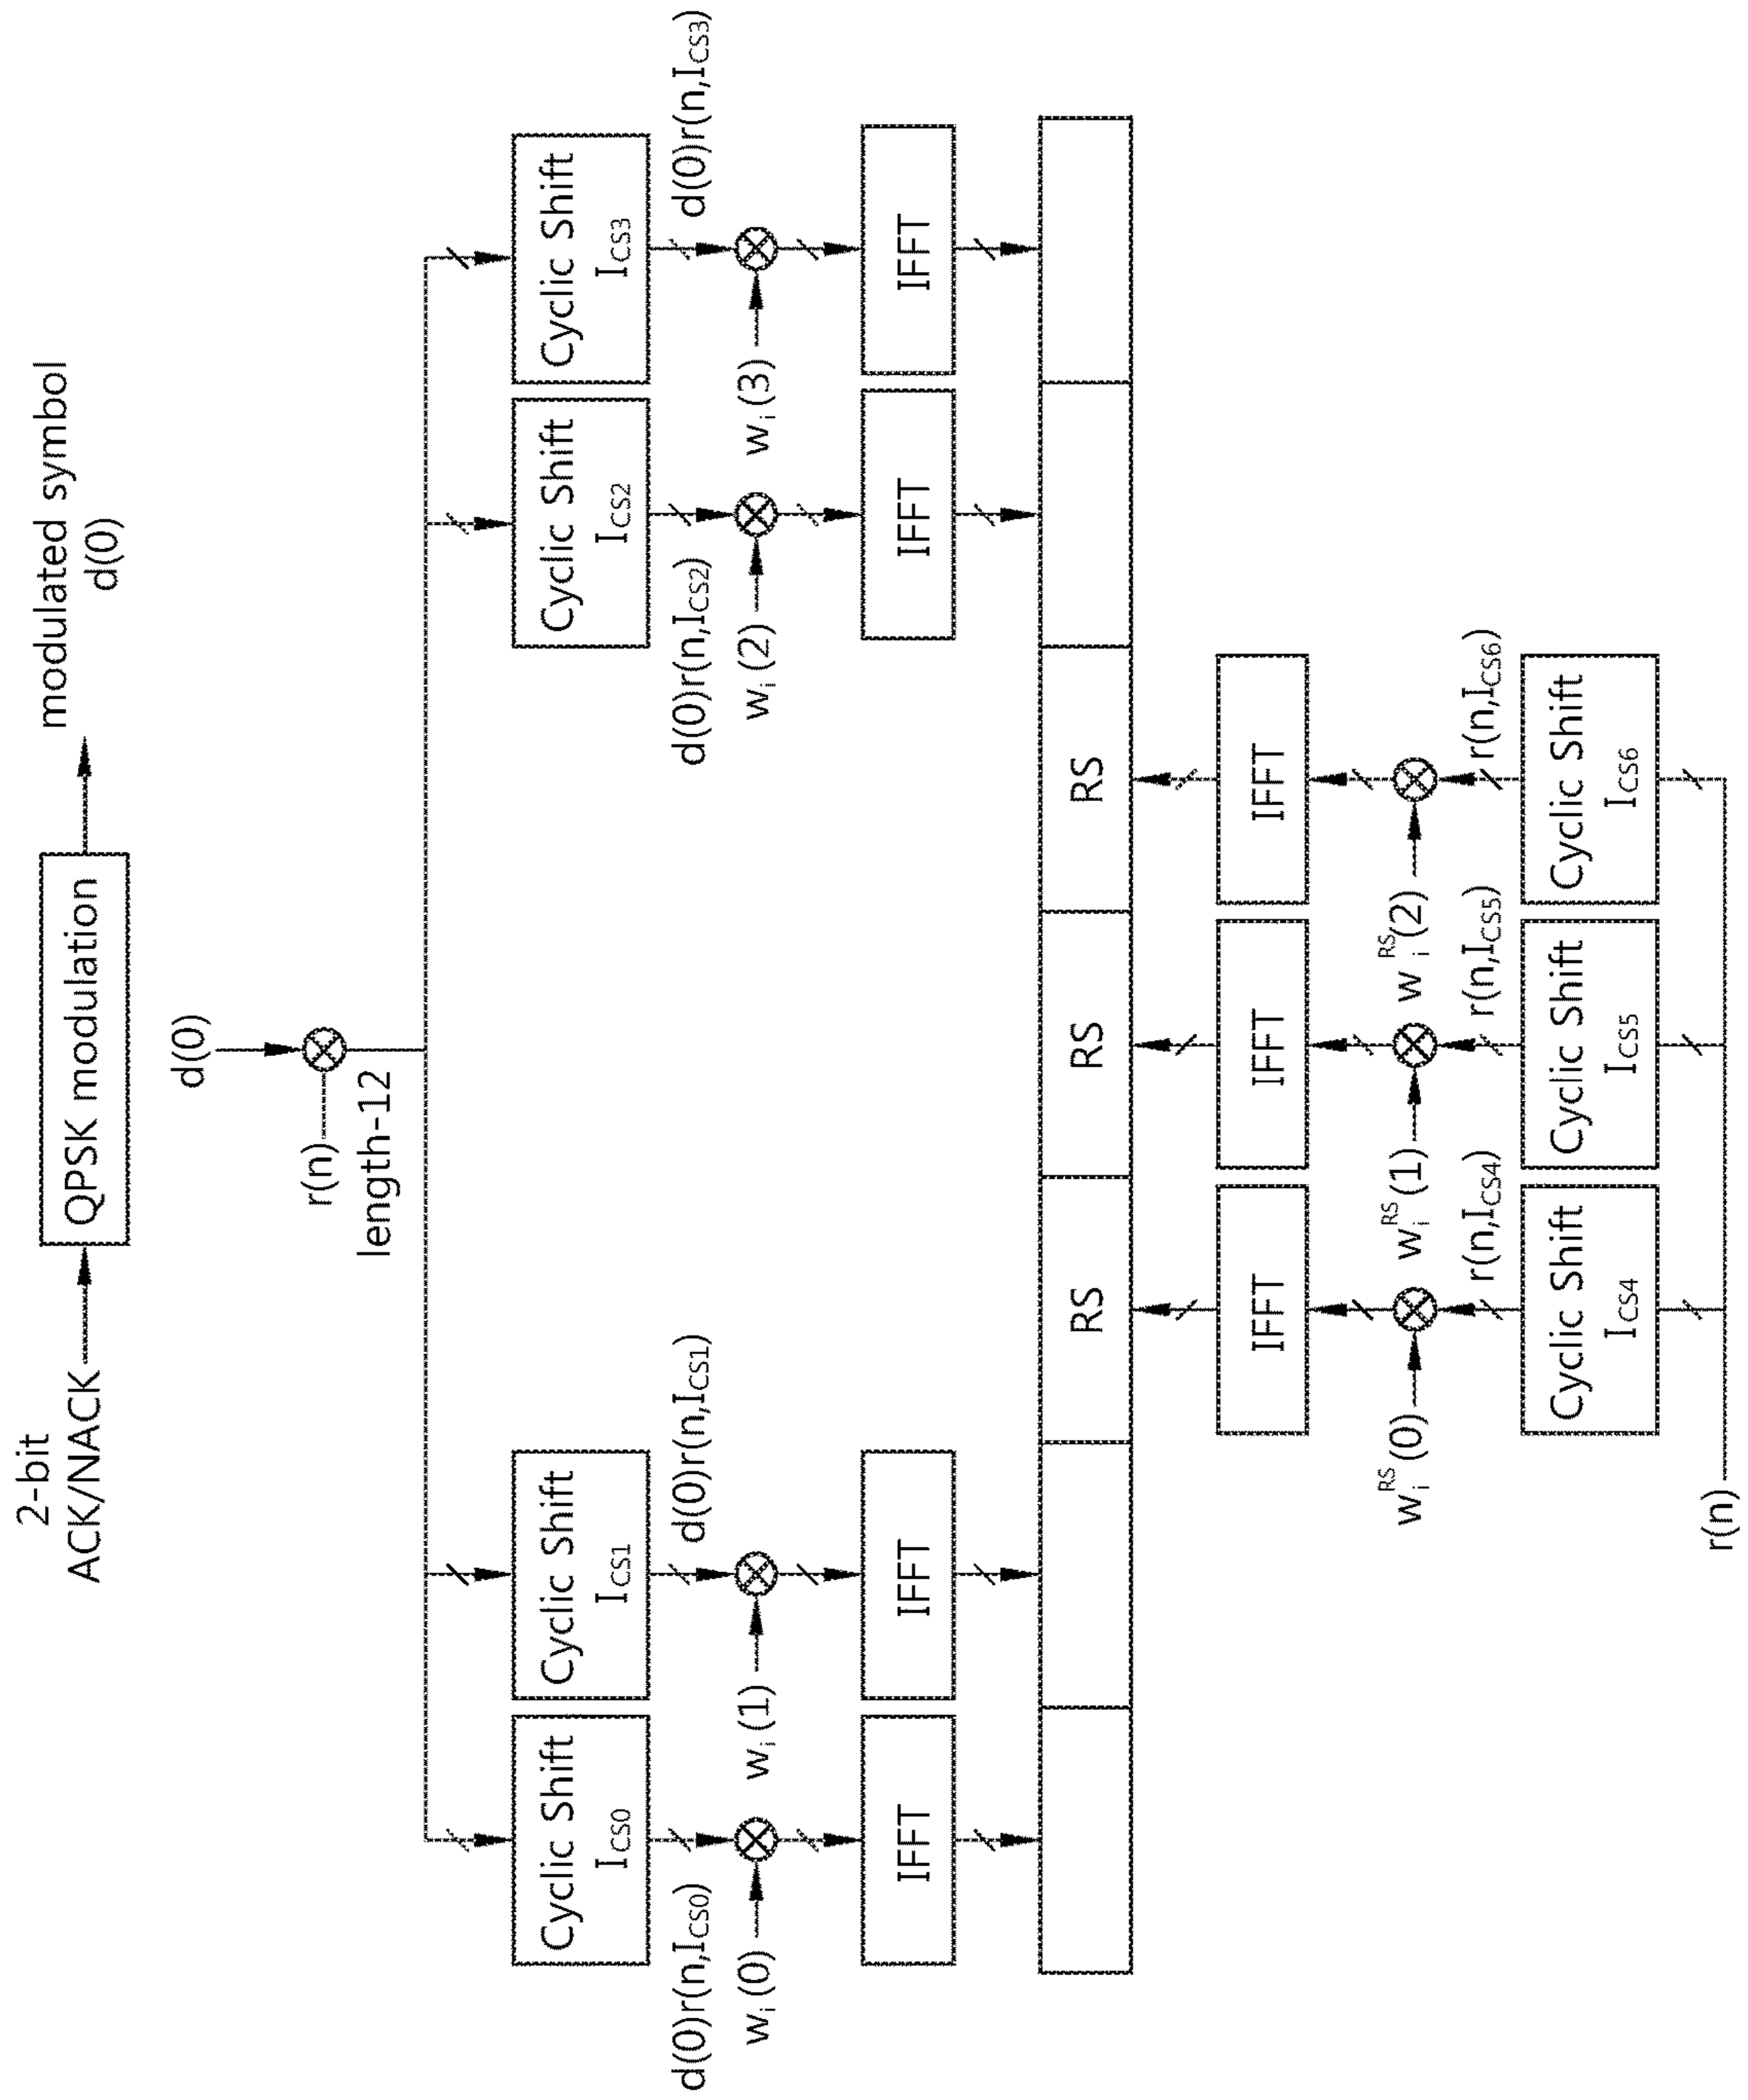 2-bit
ACK/NACK
QPSK modulation
modulated symbol
d(0)
d(0)
r(n)
length-12
Cyclic Shift
I_CS0
Cyclic Shift
I_CS1
Cyclic Shift
I_CS2
Cyclic Shift
I_CS3
d(0)r(n,I_CS0)
d(0)r(n,I_CS1)
d(0)r(n,I_CS2)
d(0)r(n,I_CS3)
w_i(0)
w_i(1)
w_i(2)
w_i(3)
IFFT
IFFT
IFFT
IFFT
RS
RS
RS
IFFT
IFFT
IFFT
w_i^RS(0)
w_i^RS(1)
w_i^RS(2)
r(n,I_CS4)
r(n,I_CS5)
r(n,I_CS6)
Cyclic Shift
I_CS4
Cyclic Shift
I_CS5
Cyclic Shift
I_CS6
r(n)